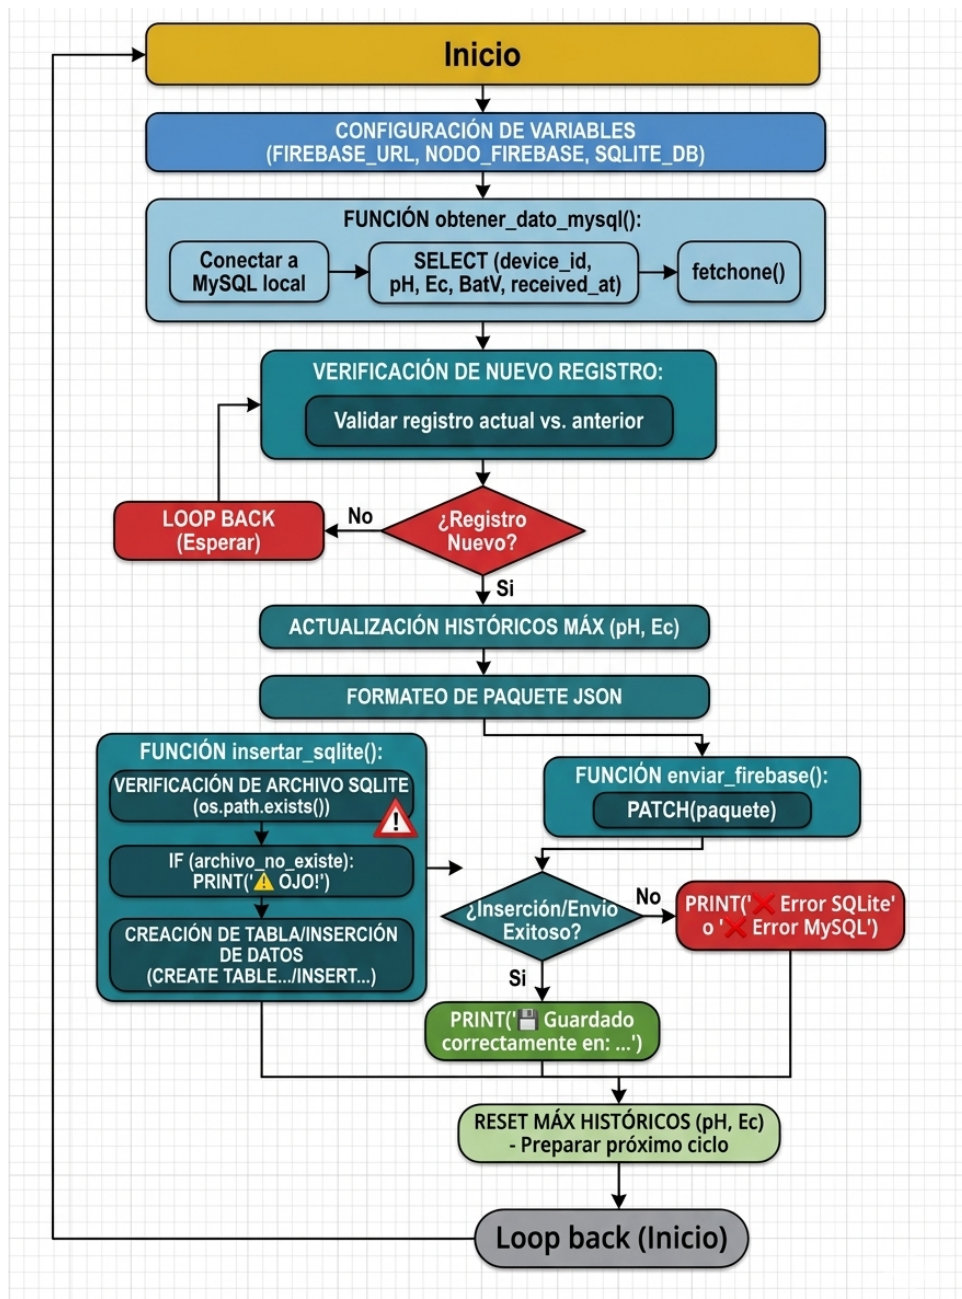 Inicio
CONFIGURACIÓN DE VARIABLES
(FIREBASE_URL, NODO_FIREBASE, SQLITE_DB)
FUNCIÓN obtener_dato_mysql():
Conectar a
MySQL local
SELECT (device_id,
pH, Ec, BatV, received_at)
fetchone()
VERIFICACIÓN DE NUEVO REGISTRO:
Validar registro actual vs. anterior
¿Registro
Nuevo?
No
LOOP BACK
(Esperar)
Si
ACTUALIZACIÓN HISTÓRICOS MÁX (pH, Ec)
FORMATEO DE PAQUETE JSON
FUNCIÓN insertar_sqlite():
VERIFICACIÓN DE ARCHIVO SQLITE
(os.path.exists())
IF (archivo_no_existe):
PRINT('⚠️ OJO!')
CREACIÓN DE TABLA/INSERCIÓN
DE DATOS
(CREATE TABLE.../INSERT...)
FUNCIÓN enviar_firebase():
PATCH(paquete)
¿Inserción/Envio
Exitoso?
No
PRINT('❌ Error SQLite'
o '❌ Error MySQL')
Si
PRINT('💾 Guardado
correctamente en: ...')
RESET MÁX HISTÓRICOS (pH, Ec)
- Preparar próximo ciclo
Loop back (Inicio)